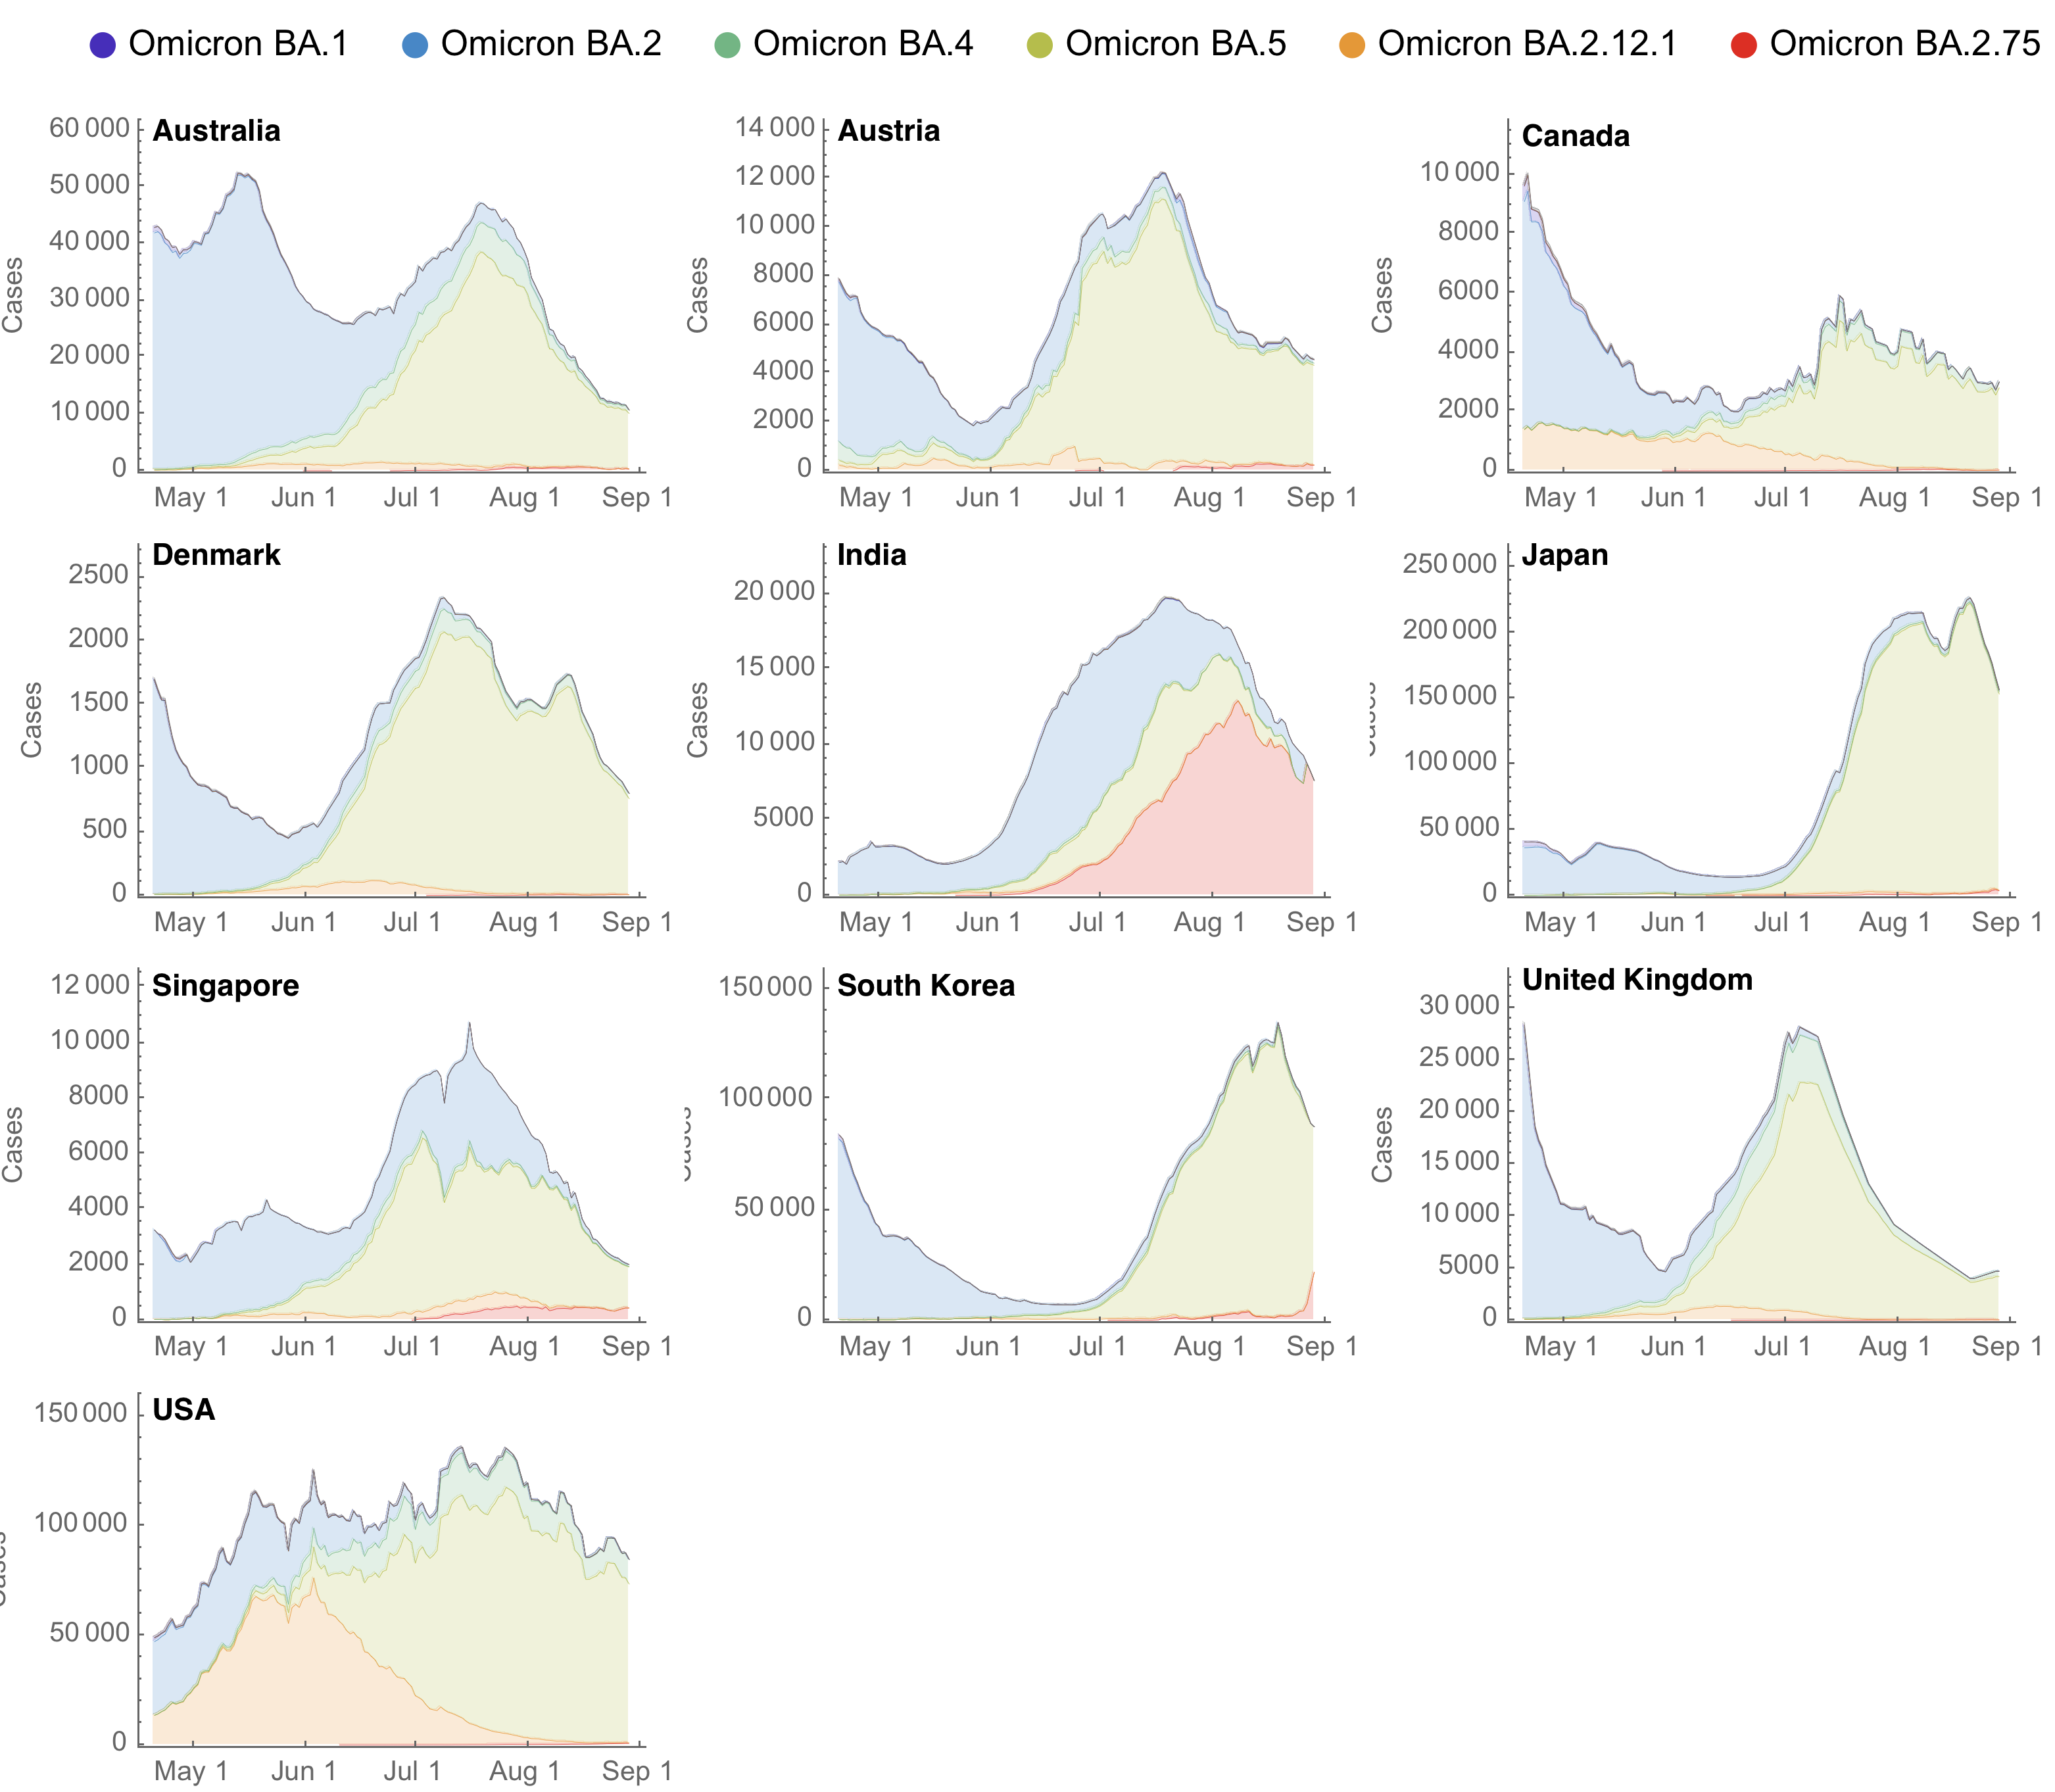 Omicron BA.1 Omicron BA.2 Omicron BA.4 Omicron BA.5 Omicron BA.2.12.1 Omicron BA.2.75
Australia
60 000
50 000
40 000
30 000
20 000
10 000
0
Cases
May 1 Jun 1 Jul 1 Aug 1 Sep 1
Austria
14 000
12 000
10 000
8000
6000
4000
2000
0
Cases
May 1 Jun 1 Jul 1 Aug 1 Sep 1
Canada
10 000
8000
6000
4000
2000
0
Cases
May 1 Jun 1 Jul 1 Aug 1 Sep 1
Denmark
2500
2000
1500
1000
500
0
Cases
May 1 Jun 1 Jul 1 Aug 1 Sep 1
India
20 000
15 000
10 000
5000
0
Cases
May 1 Jun 1 Jul 1 Aug 1 Sep 1
Japan
250 000
200 000
150 000
100 000
50 000
0
Cases
May 1 Jun 1 Jul 1 Aug 1 Sep 1
Singapore
12 000
10 000
8000
6000
4000
2000
0
Cases
May 1 Jun 1 Jul 1 Aug 1 Sep 1
South Korea
150 000
100 000
50 000
0
Cases
May 1 Jun 1 Jul 1 Aug 1 Sep 1
United Kingdom
30 000
25 000
20 000
15 000
10 000
5000
0
Cases
May 1 Jun 1 Jul 1 Aug 1 Sep 1
USA
150 000
100 000
50 000
0
Cases
May 1 Jun 1 Jul 1 Aug 1 Sep 1